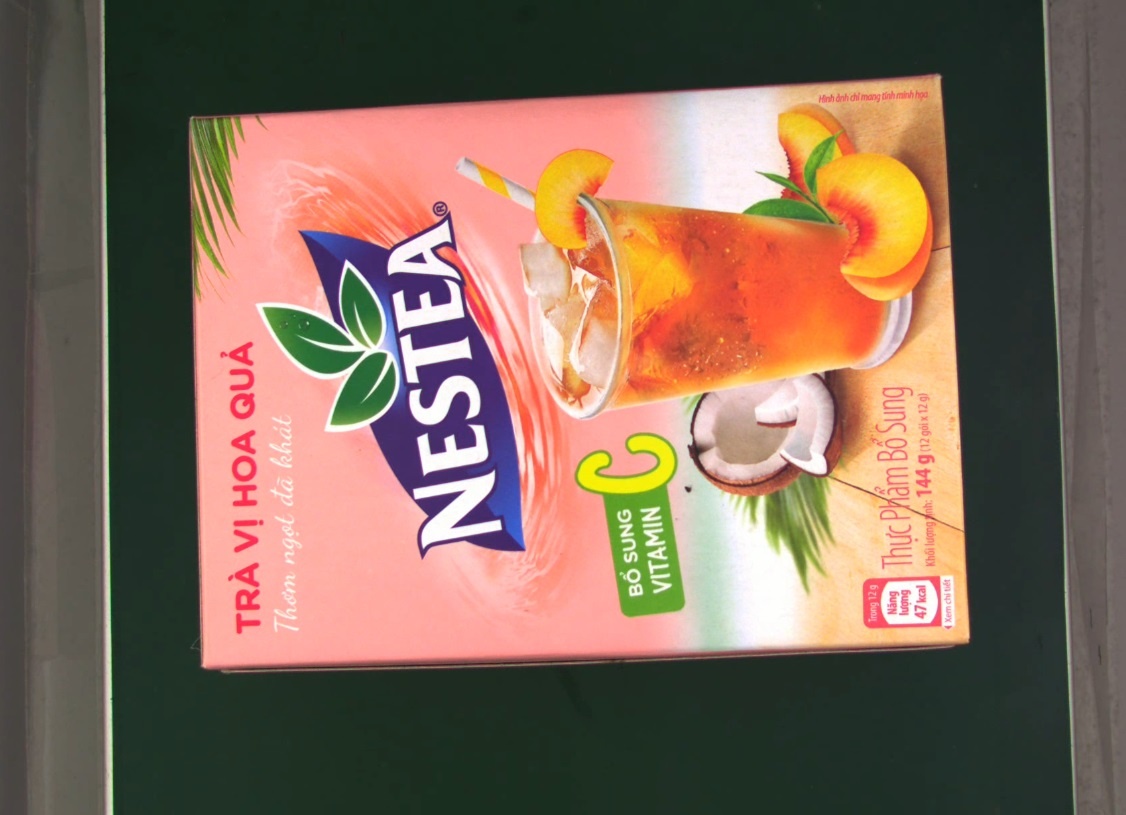 TRÀ VỊ HOA QUẢ
Thơm ngọt đã khát
NESTEA®
BỔ SUNG
VITAMIN C
Trong 12 g
Năng
lượng
47 kcal
Xem chi tiết
Thực Phẩm Bổ Sung
Khối lượng tịnh: 144 g (12 gói x 12 g)
Hình ảnh chỉ mang tính minh họa